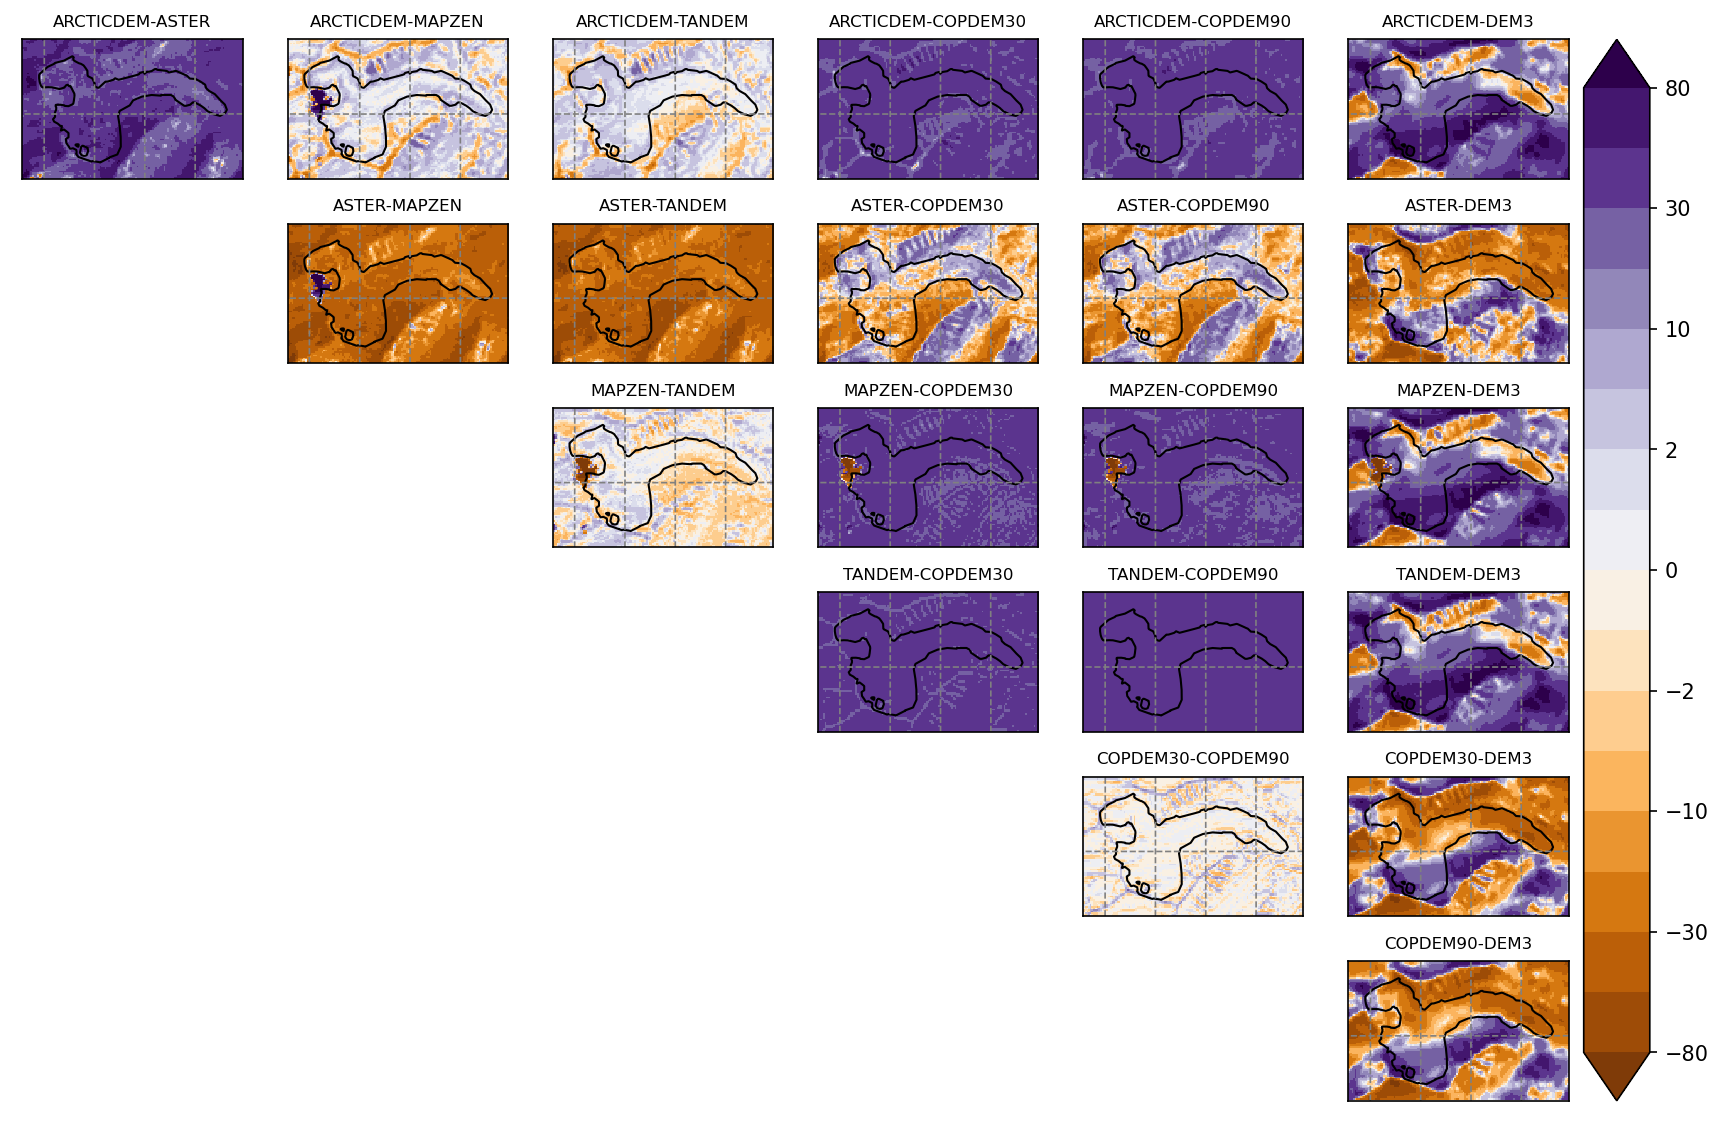 ARCTICDEM-ASTER
ARCTICDEM-MAPZEN
ARCTICDEM-TANDEM
ARCTICDEM-COPDEM30
ARCTICDEM-COPDEM90
ARCTICDEM-DEM3
ASTER-MAPZEN
ASTER-TANDEM
ASTER-COPDEM30
ASTER-COPDEM90
ASTER-DEM3
MAPZEN-TANDEM
MAPZEN-COPDEM30
MAPZEN-COPDEM90
MAPZEN-DEM3
TANDEM-COPDEM30
TANDEM-COPDEM90
TANDEM-DEM3
COPDEM30-COPDEM90
COPDEM30-DEM3
COPDEM90-DEM3
80
30
10
2
0
−2
−10
−30
−80